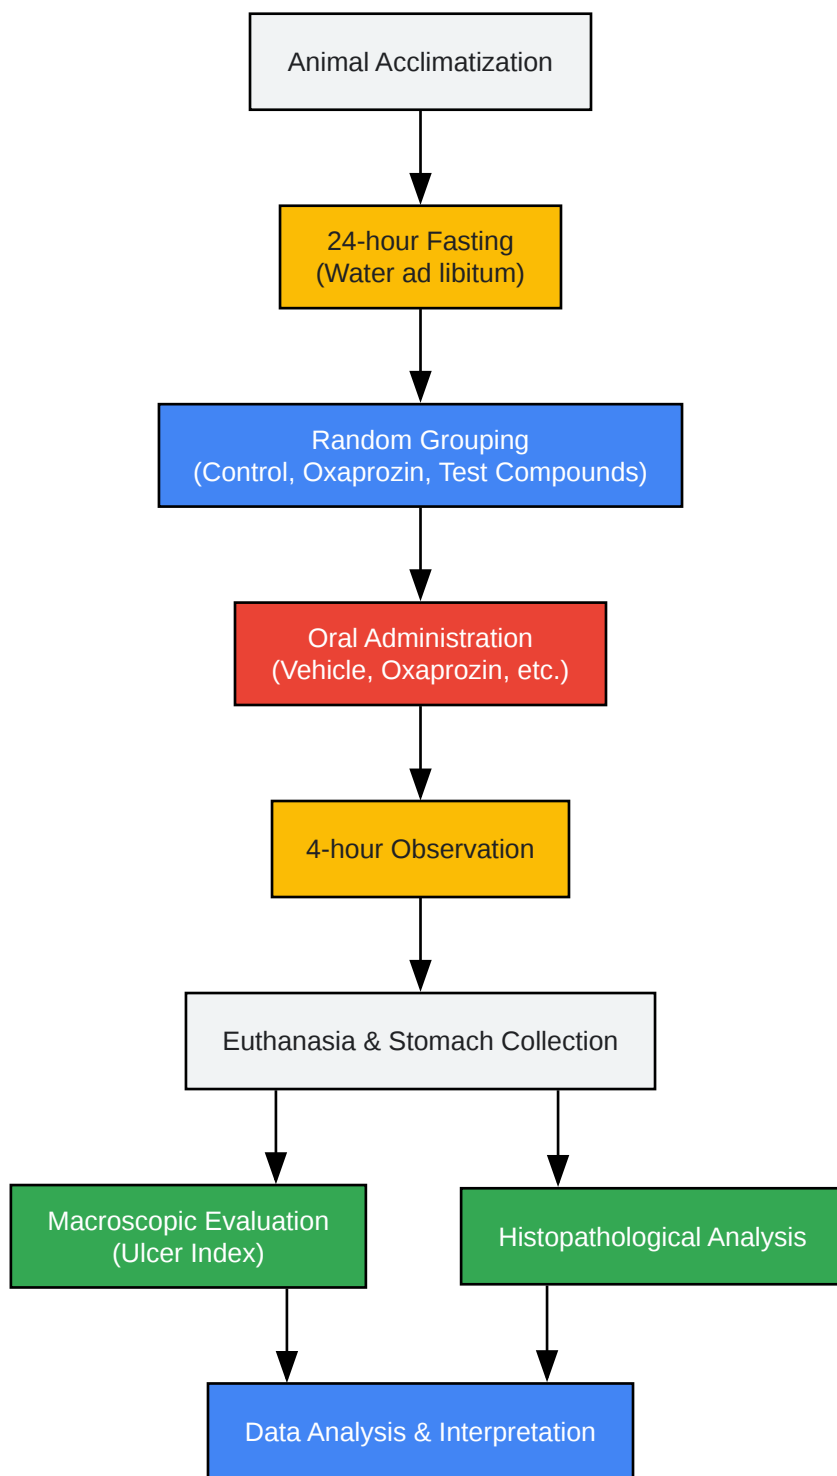 Animal Acclimatization
24-hour Fasting
(Water ad libitum)
Random Grouping
(Control, Oxaprozin, Test Compounds)
Oral Administration
(Vehicle, Oxaprozin, etc.)
4-hour Observation
Euthanasia & Stomach Collection
Macroscopic Evaluation
(Ulcer Index)
Histopathological Analysis
Data Analysis & Interpretation